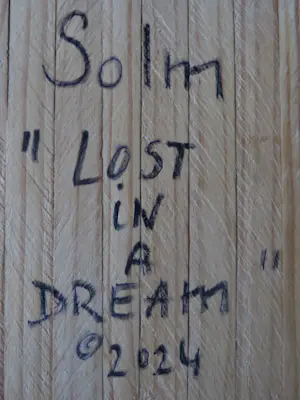 Solm
" LOST
iN
A
DREAm "
© 2024